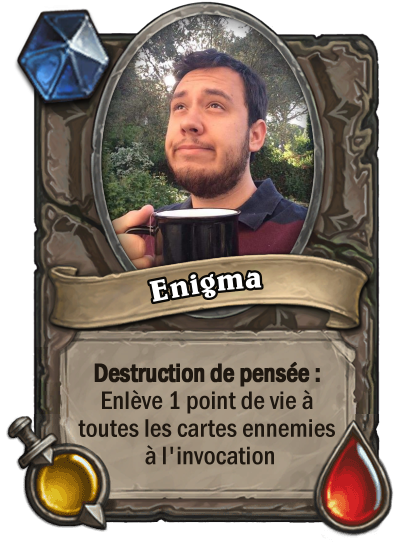 Enigma
Destruction de pensée :
Enlève 1 point de vie à
toutes les cartes ennemies
à l'invocation